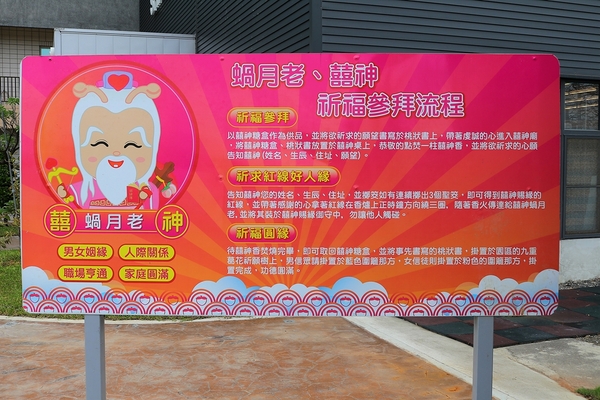 蝸月老、囍神
祈福參拜流程
祈福參拜
以囍神糖盒作為供品，並將欲祈求的願望書寫於桃狀書上，帶著虔誠的心進入囍神廟
，將囍神糖盒、桃狀書放置於囍神桌上，恭敬的點焚一柱囍神香，並將欲祈求的心願
告知囍神(姓名、生辰、住址、願望)。
祈求紅線好人緣
告知囍神您的姓名、生辰、住址，並擲筊如有連續擲出3個聖筊，即可得到囍神賜緣的
紅線，並帶著感謝的心拿著紅線在香爐上正時鐘方向繞三圈、隨著香火傳達給囍神蝸月
老,並將其裝於囍神賜緣御守中，勿讓他人觸碰。
祈福圓緣
待囍神香焚燒完畢，即可取回囍神糖盒，並將事先書寫的桃狀書，掛置於園區的九重
葛花祈願樹上，男信眾請掛置於藍色圍籬那方，女信徒則掛置於粉色的圍籬那方，掛
置完成，功德圓滿。
囍 蝸月老 神
男女姻緣 人際關係
職場亨通 家庭圓滿